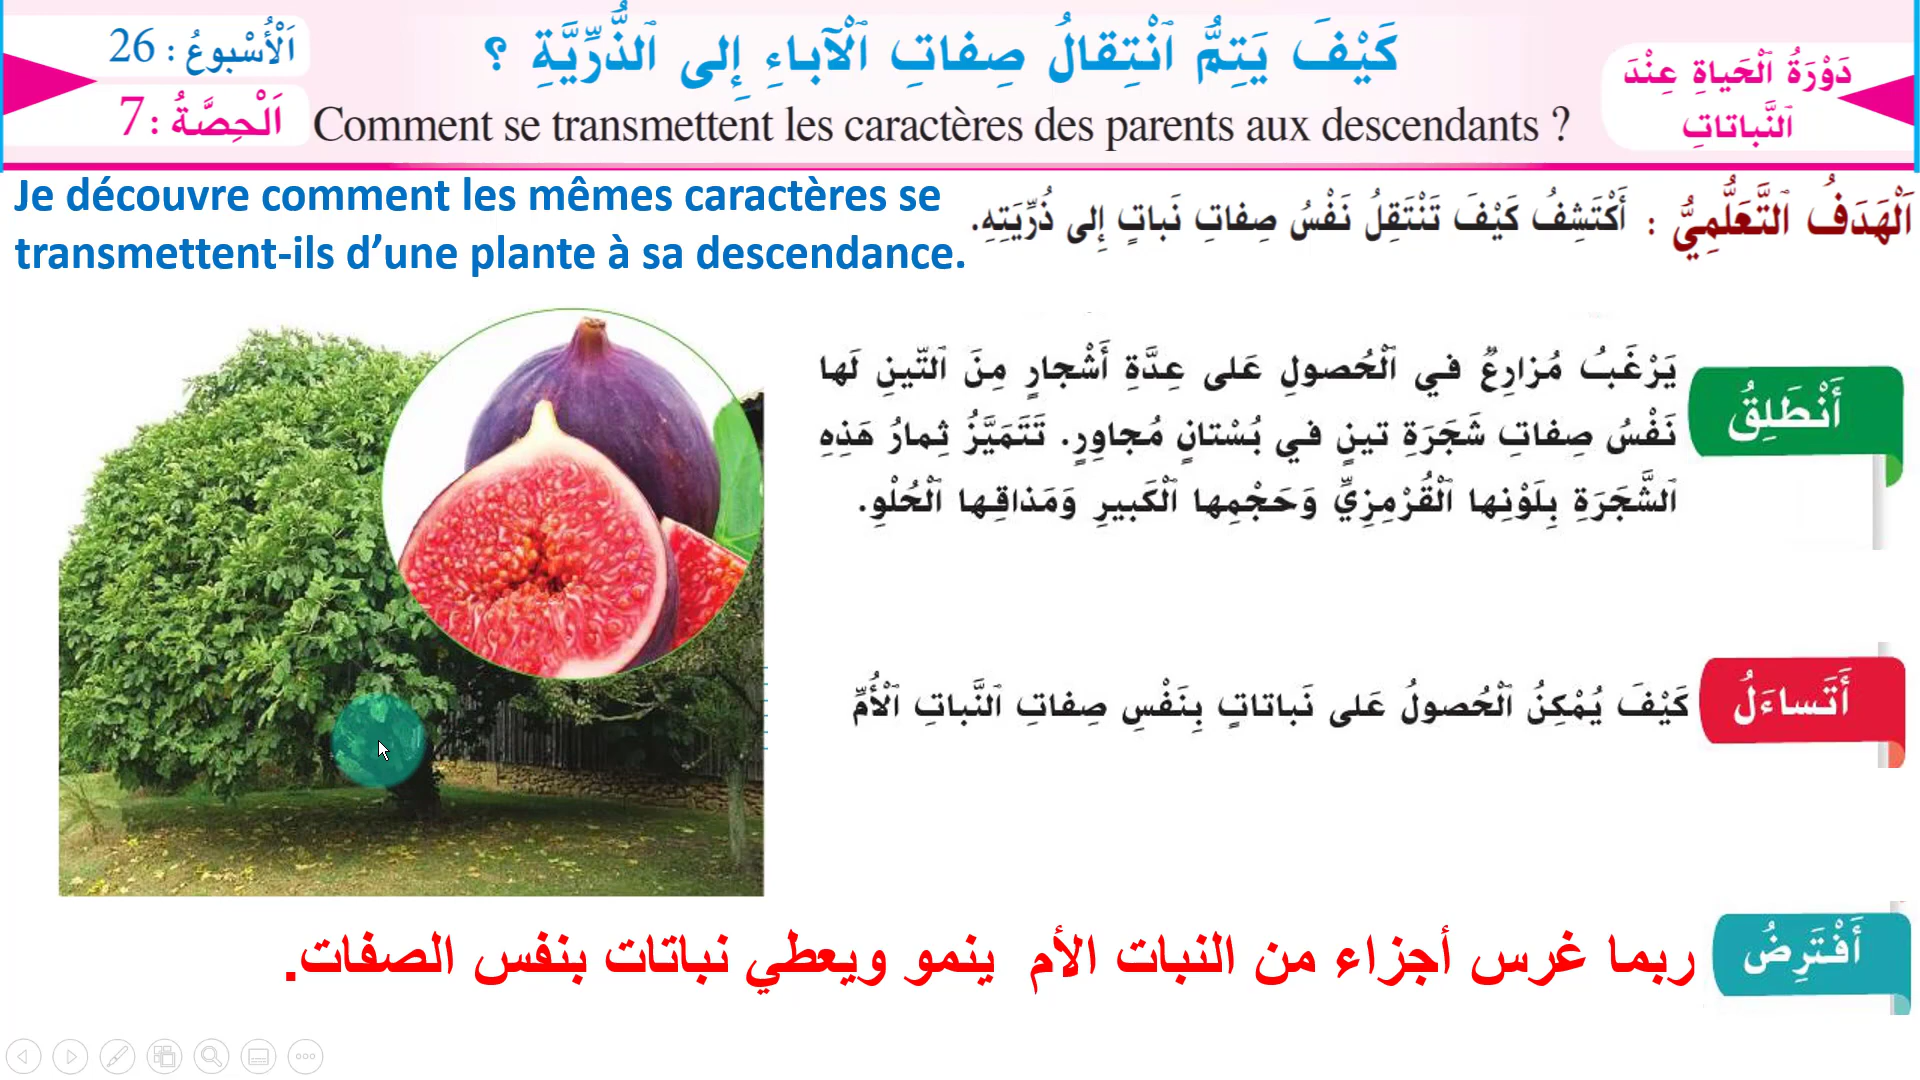 اَلْأُسْبوعُ : 26
اَلْحِصَّةُ : 7
كَيْفَ يَتِمُّ ٱنْتِقالُ صِفاتِ ٱلْآباءِ إِلى ٱلذُّرِّيَّةِ ؟
Comment se transmettent les caractères des parents aux descendants ?
دَوْرَةُ ٱلْحَياةِ عِنْدَ
ٱلنَّباتاتِ
Je découvre comment les mêmes caractères se
transmettent-ils d’une plante à sa descendance.
اَلْهَدَفُ ٱلتَّعَلُّمِيُّ : أَكْتَشِفُ كَيْفَ تَنْتَقِلُ نَفْسُ صِفاتِ نَباتٍ إِلى ذُرِّيَتِهِ.
أَنْطَلِقُ
يَرْغَبُ مُزارِعٌ في ٱلْحُصولِ عَلى عِدَّةِ أَشْجارٍ مِنَ ٱلتّينِ لَها
نَفْسُ صِفاتِ شَجَرَةِ تينٍ في بُسْتانٍ مُجاوِرٍ. تَتَمَيَّزُ ثِمارُ هَذِهِ
ٱلشَّجَرَةِ بِلَوْنِها ٱلْقُرْمِزِيِّ وَحَجْمِها ٱلْكَبيرِ وَمَذاقِها ٱلْحُلْوِ.
أَتَساءَلُ
كَيْفَ يُمْكِنُ ٱلْحُصولُ عَلى نَباتاتٍ بِنَفْسِ صِفاتِ ٱلنَّباتِ ٱلْأُمِّ
أَفْتَرِضُ
ربما غرس أجزاء من النبات الأم ينمو ويعطي نباتات بنفس الصفات.